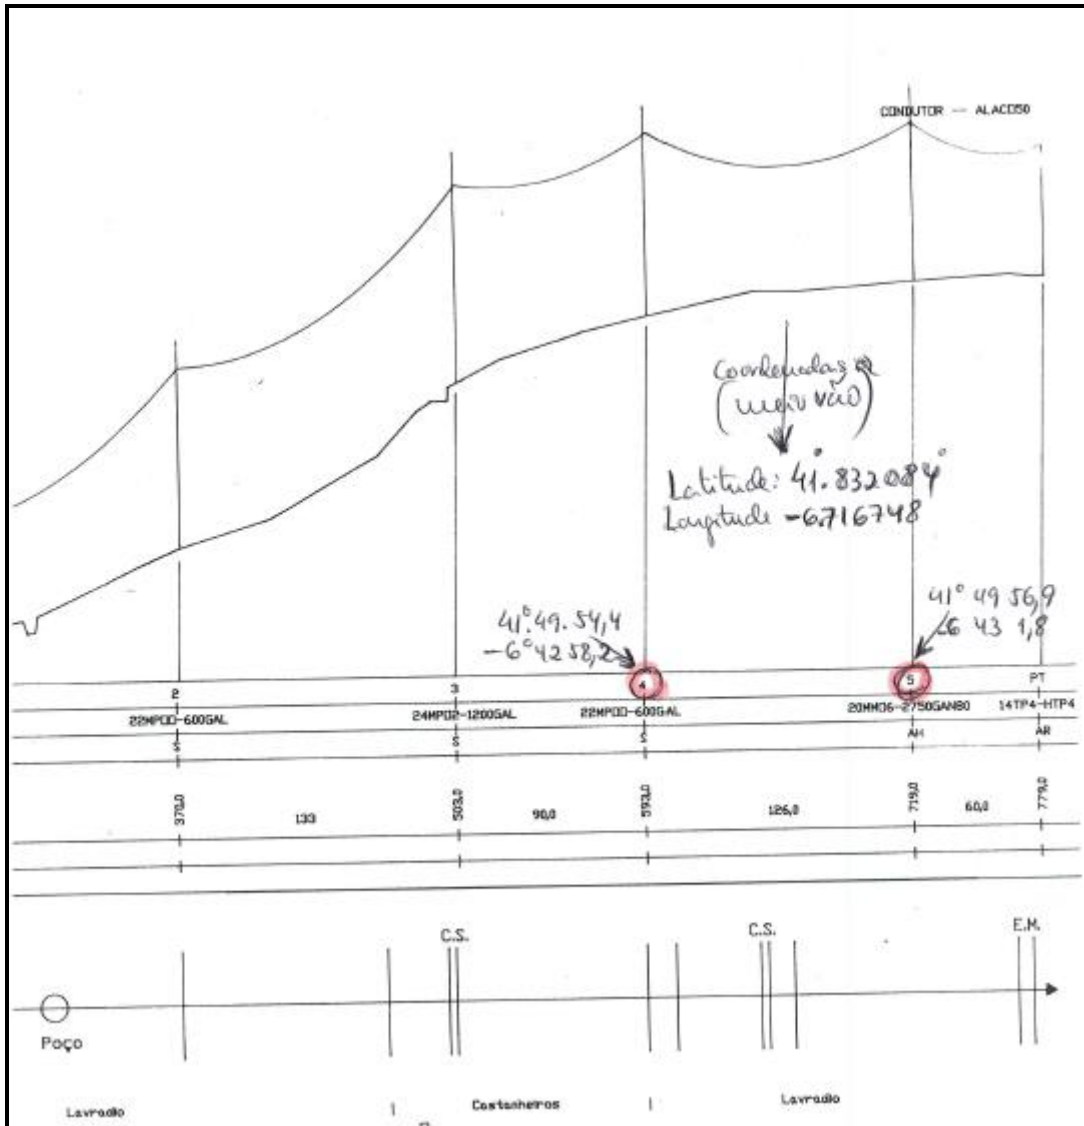 CONDUTOR -- ALACO50
Coordenadas
(meio vão)
Latitude: 41°.832084°
Longitude -6.716748
41°.49.54,4
-6°42 58,2
41° 49 56,9
-6 43 1,8
2 3 4 5 PT
22MPOO-600GAL 24MPO2-1200GAL 22MPOO-600GAL 20MMO6-2750GANBO 14TP4-HTP4
S S S AH AR
370,0 133 503,0 90,0 593,0 126,0 719,0 60,0 779,0
C.S. C.S. E.M.
Poço
Lavradio Castanheiros Lavradio